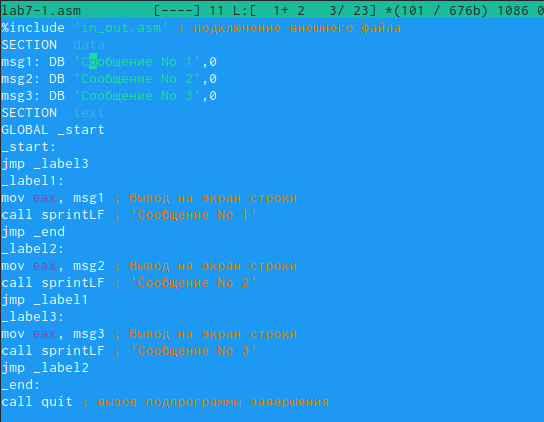 lab7-1.asm [----] 11 L:[ 1+ 2 3/ 23] *(101 / 676b) 1086 0
%include 'in_out.asm' ; подключение внешнего файла
SECTION .data
msg1: DB 'Сообщение No 1',0
msg2: DB 'Сообщение No 2',0
msg3: DB 'Сообщение No 3',0
SECTION .text
GLOBAL _start
_start:
jmp _label3
_label1:
mov eax, msg1 ; Вывод на экран строки
call sprintLF ; 'Сообщение No 1'
jmp _end
_label2:
mov eax, msg2 ; Вывод на экран строки
call sprintLF ; 'Сообщение No 2'
jmp _label1
_label3:
mov eax, msg3 ; Вывод на экран строки
call sprintLF ; 'Сообщение No 3'
jmp _label2
_end:
call quit ; вызов подпрограммы завершения